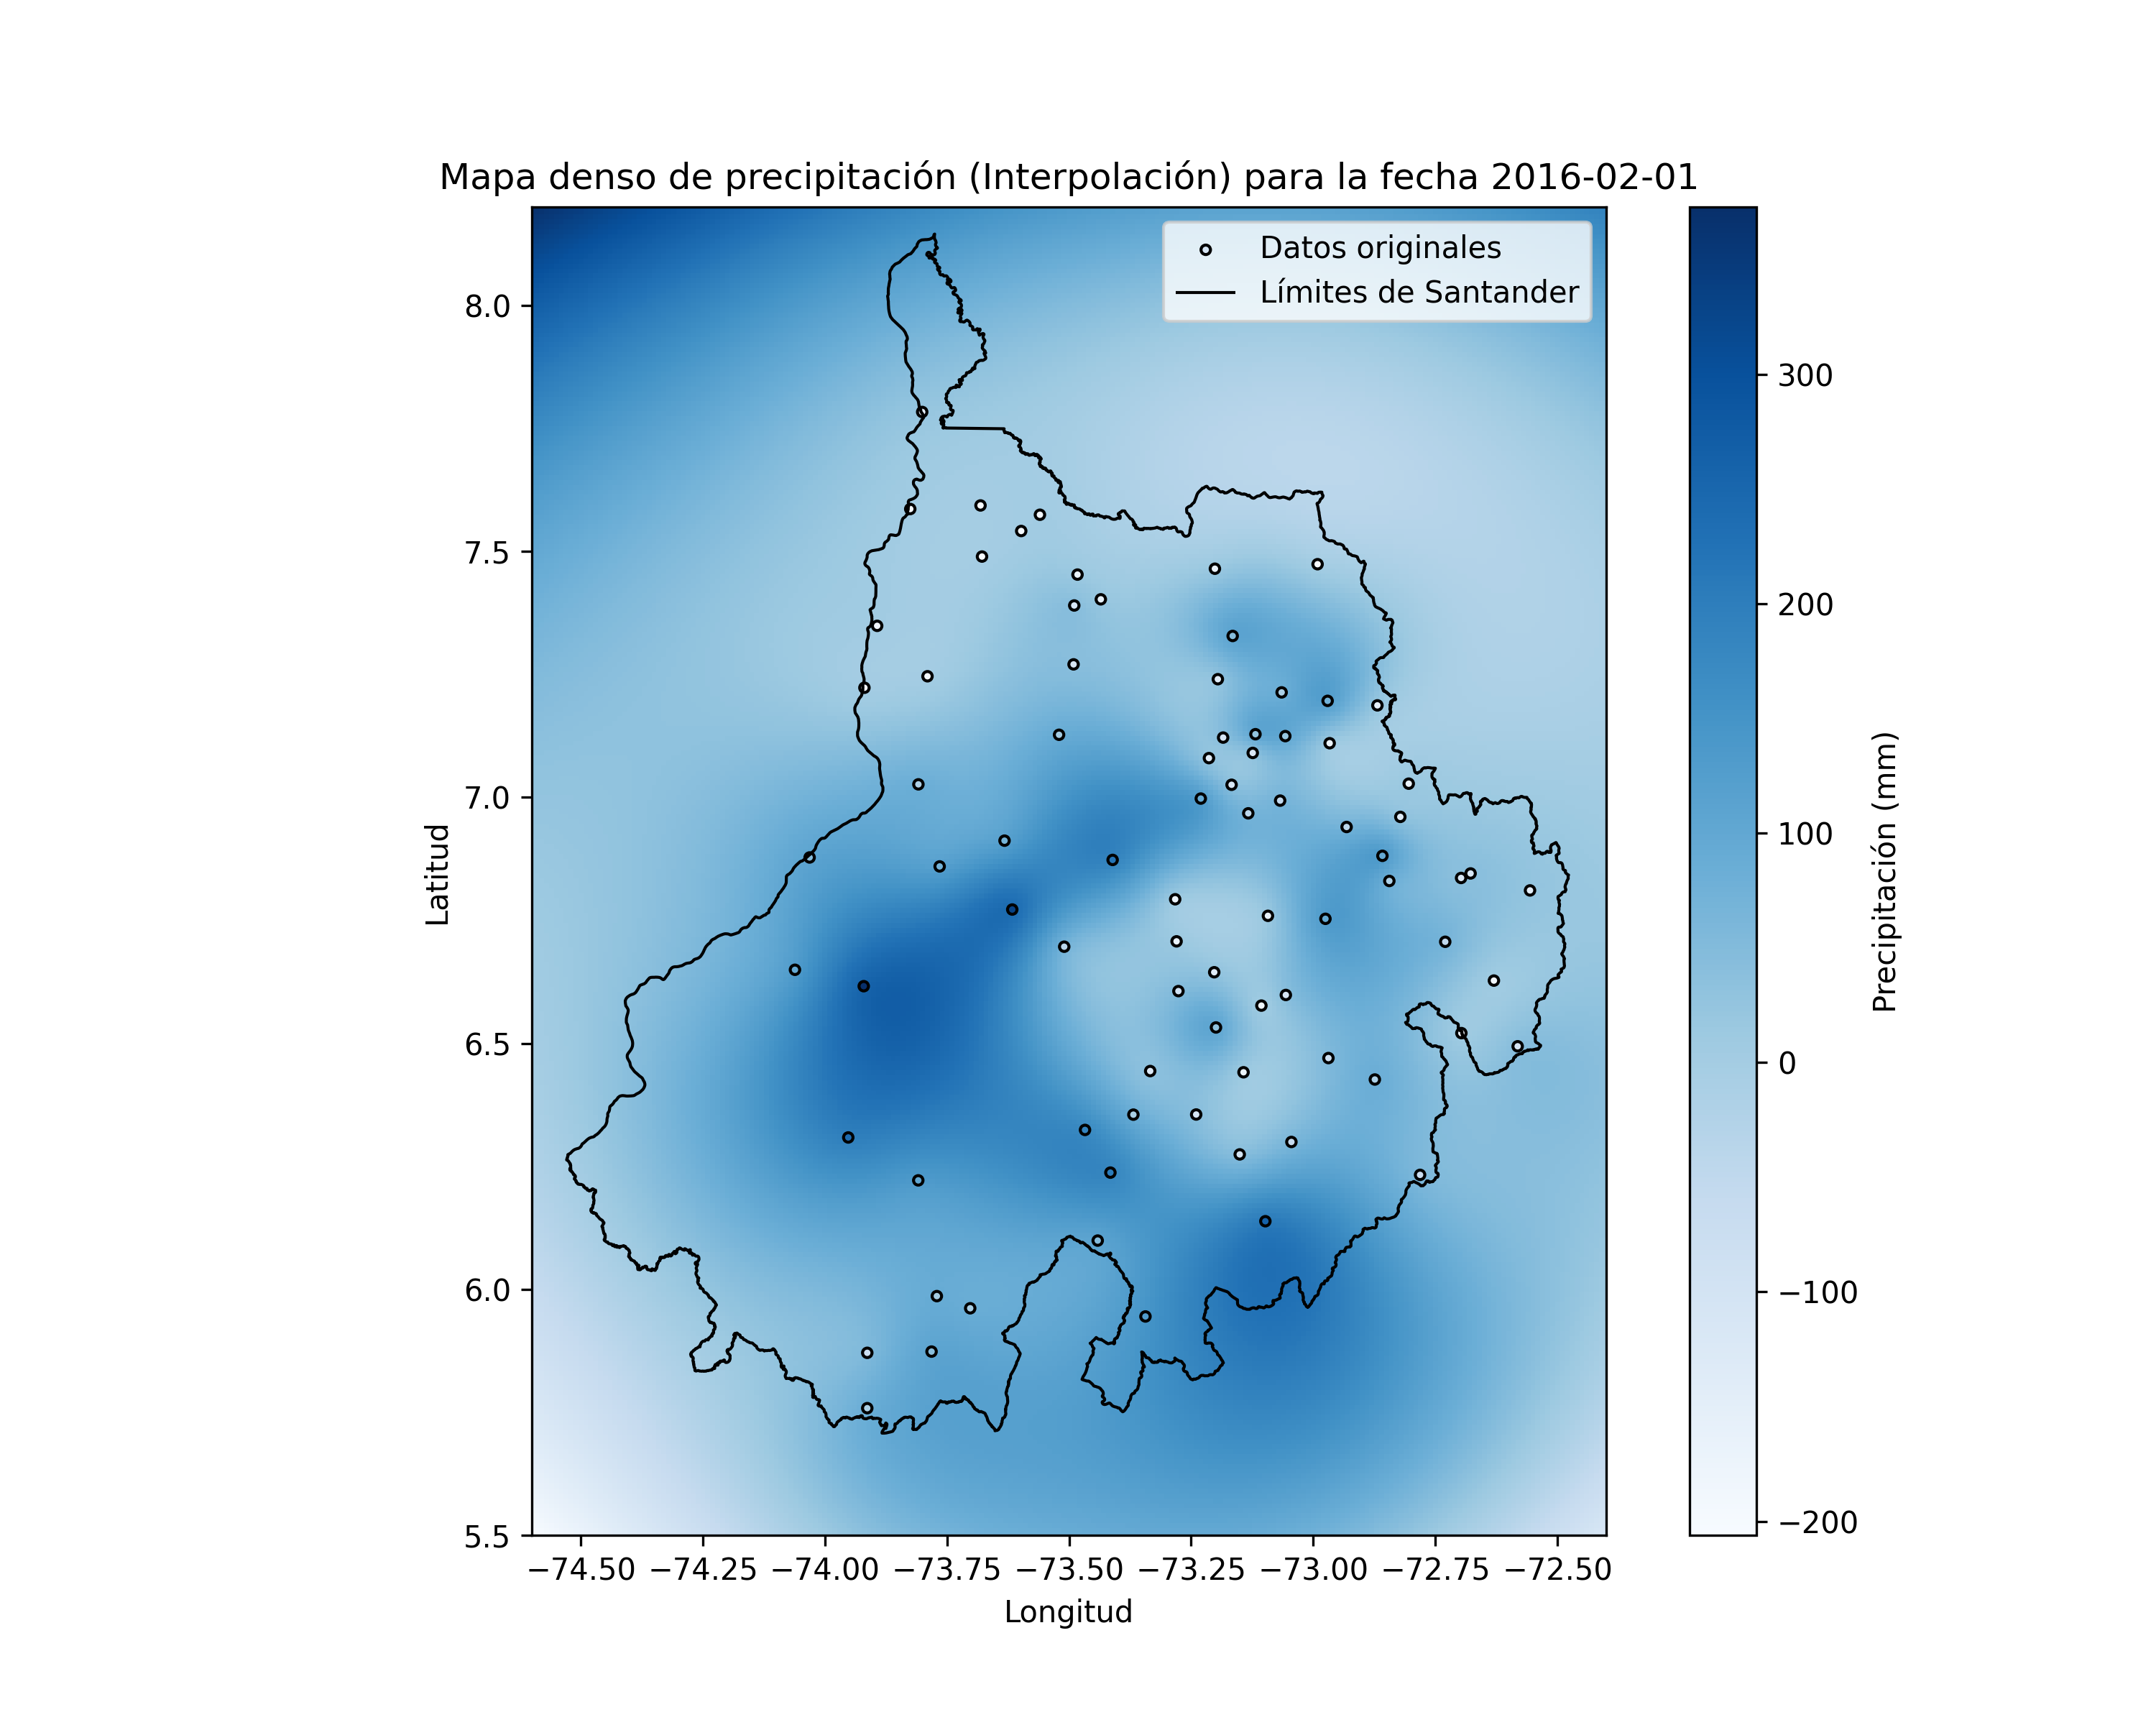 Mapa denso de precipitación (Interpolación) para la fecha 2016-02-01
Datos originales
Límites de Santander
8.0
7.5
7.0
6.5
6.0
5.5
Latitud
−74.50 −74.25 −74.00 −73.75 −73.50 −73.25 −73.00 −72.75 −72.50
Longitud
300
200
100
0
−100
−200
Precipitación (mm)